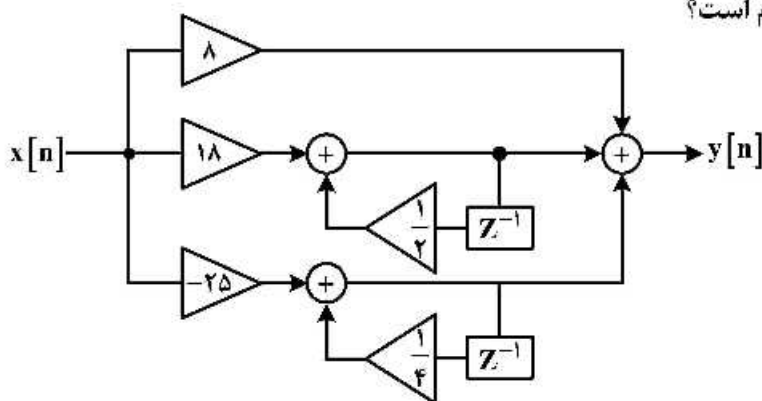 است؟
۸
x[n]
۱۸
+
+
y[n]
۱
۲
Z⁻¹
-۲۵
+
۱
۴
Z⁻¹